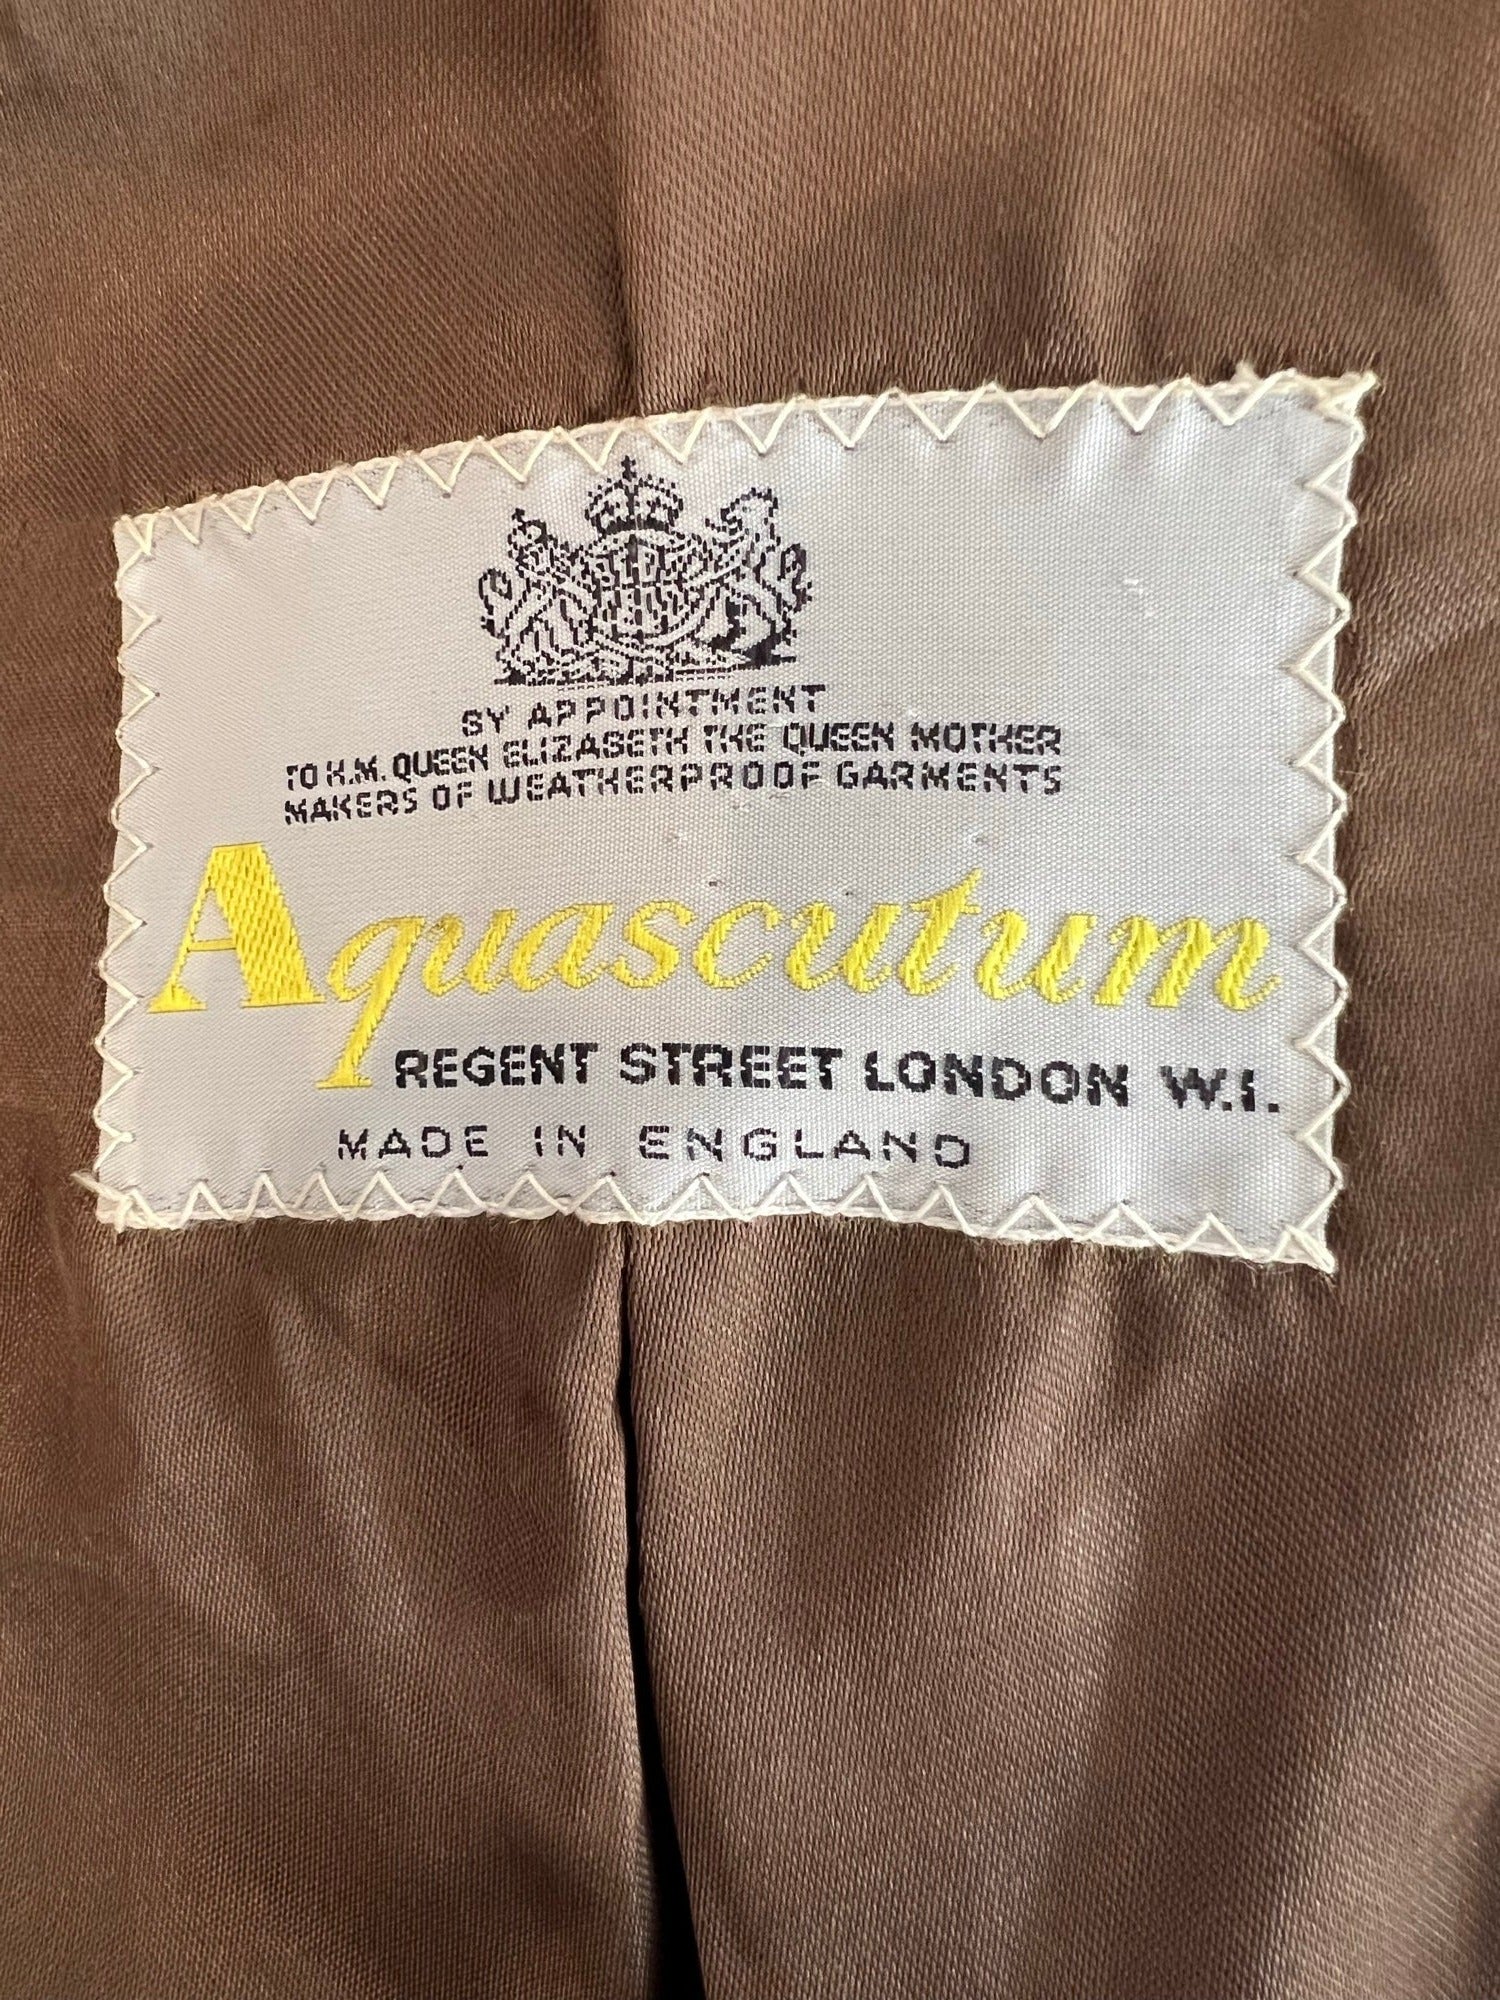 BY APPOINTMENT
TO H.M. QUEEN ELIZABETH THE QUEEN MOTHER
MAKERS OF WEATHERPROOF GARMENTS
Aquascutum
REGENT STREET LONDON W.1.
MADE IN ENGLAND